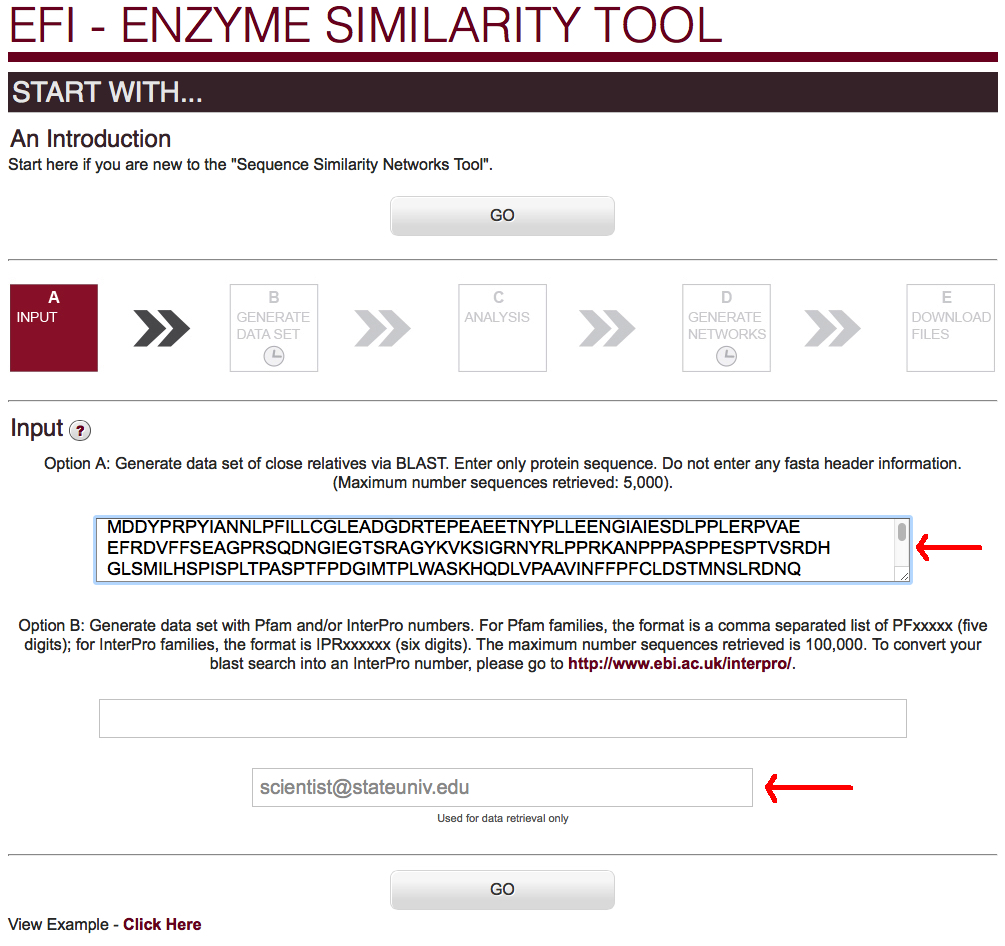 EFI - ENZYME SIMILARITY TOOL
START WITH...
An Introduction
Start here if you are new to the "Sequence Similarity Networks Tool".
GO
A
INPUT
B
GENERATE
DATA SET
C
ANALYSIS
D
GENERATE
NETWORKS
E
DOWNLOAD
FILES
Input ?
Option A: Generate data set of close relatives via BLAST. Enter only protein sequence. Do not enter any fasta header information.
(Maximum number sequences retrieved: 5,000).
MDDYPRPYIANNLPFILLCGLEADGDRTEPEAEETNYPLLEENGIAIESDLPPLERPVAE
EFRDVFFSEAGPRSQDNGIEGTSRAGYKVKSIGRNYRLPPRKANPPPASPPESPTVSRDH
GLSMILHSPISPLTPASPTFPDGIMTPLWASKHQDLVPAAVINFFPFCLDSTMNSLRDNQ
Option B: Generate data set with Pfam and/or InterPro numbers. For Pfam families, the format is a comma separated list of PFxxxxx (five
digits); for InterPro families, the format is IPRxxxxxx (six digits). The maximum number sequences retrieved is 100,000. To convert your
blast search into an InterPro number, please go to http://www.ebi.ac.uk/interpro/.
scientist@stateuniv.edu
Used for data retrieval only
GO
View Example - Click Here